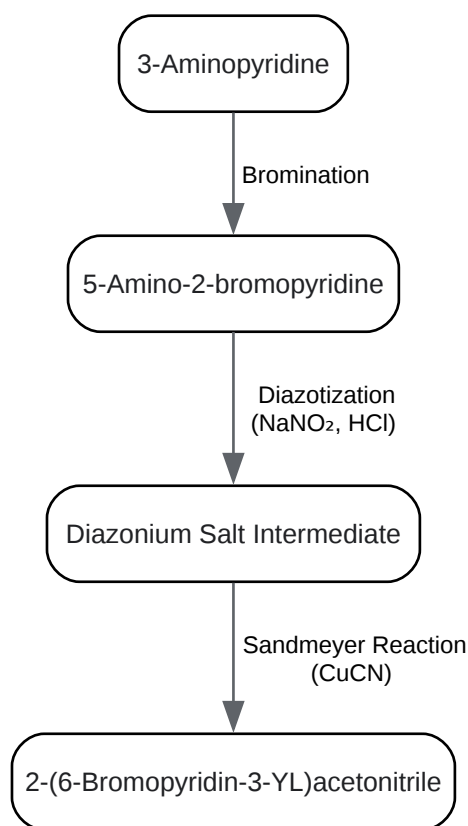 3-Aminopyridine
Bromination
5-Amino-2-bromopyridine
Diazotization
(NaNO₂, HCl)
Diazonium Salt Intermediate
Sandmeyer Reaction
(CuCN)
2-(6-Bromopyridin-3-YL)acetonitrile